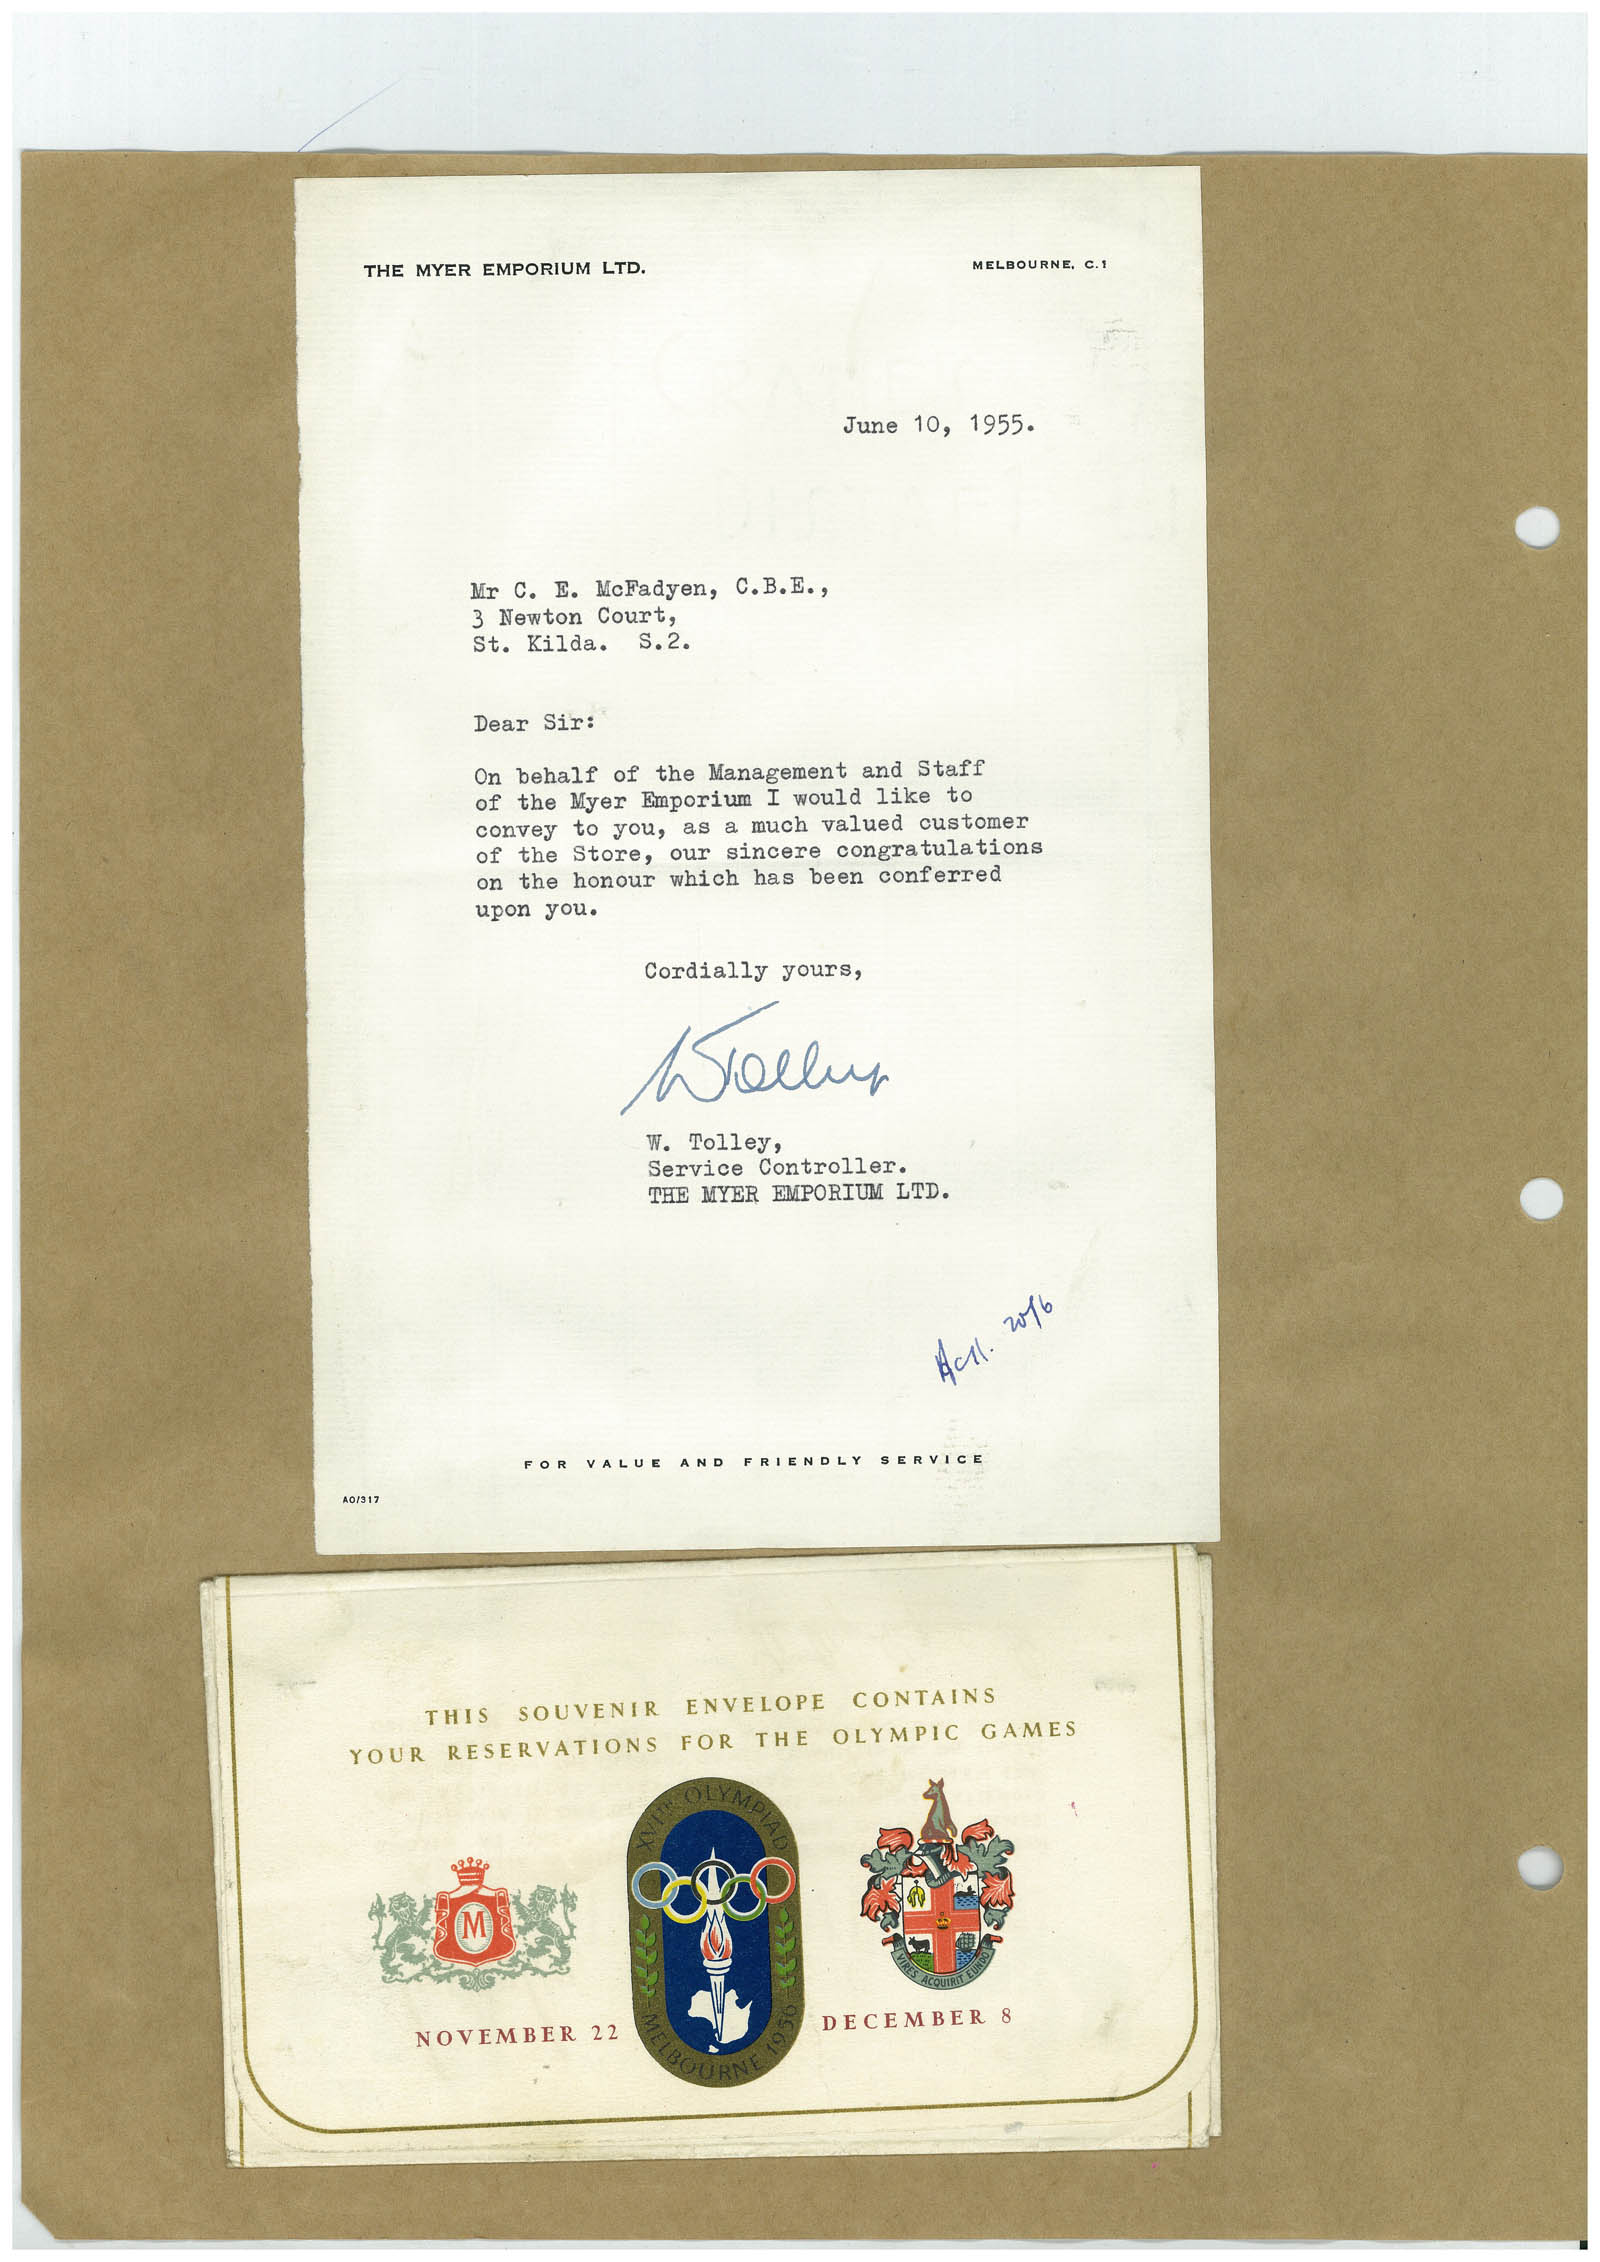 THE MYER EMPORIUM LTD.
MELBOURNE, C.1
June 10, 1955.
Mr C. E. McFadyen, C.B.E.,
3 Newton Court,
St. Kilda. S.2.
Dear Sir:
On behalf of the Management and Staff
of the Myer Emporium I would like to
convey to you, as a much valued customer
of the Store, our sincere congratulations
on the honour which has been conferred
upon you.
Cordially yours,
W Tolley
W. Tolley,
Service Controller.
THE MYER EMPORIUM LTD.
Ack. 20/6
FOR VALUE AND FRIENDLY SERVICE
AO/317
THIS SOUVENIR ENVELOPE CONTAINS
YOUR RESERVATIONS FOR THE OLYMPIC GAMES
XVITH OLYMPIAD
M
VIRES ACQUIRIT EUNDO
NOVEMBER 22
DECEMBER 8
MELBOURNE 1956